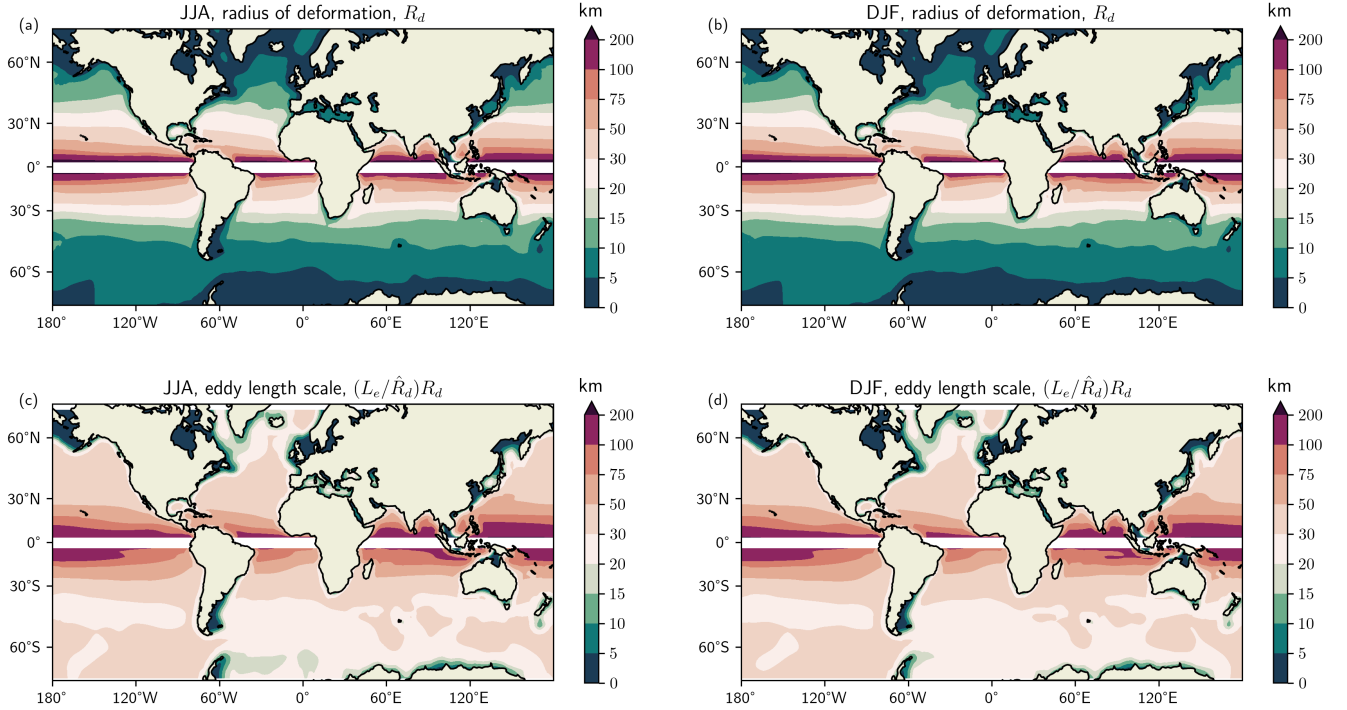 (a)
JJA, radius of deformation, R_d
km
60°N
30°N
0°
30°S
60°S
180°
120°W
60°W
0°
60°E
120°E
200
100
75
50
30
20
15
10
5
0
(b)
DJF, radius of deformation, R_d
km
60°N
30°N
0°
30°S
60°S
180°
120°W
60°W
0°
60°E
120°E
200
100
75
50
30
20
15
10
5
0
(c)
JJA, eddy length scale, (L_e/R̂_d)R_d
km
60°N
30°N
0°
30°S
60°S
180°
120°W
60°W
0°
60°E
120°E
200
100
75
50
30
20
15
10
5
0
(d)
DJF, eddy length scale, (L_e/R̂_d)R_d
km
60°N
30°N
0°
30°S
60°S
180°
120°W
60°W
0°
60°E
120°E
200
100
75
50
30
20
15
10
5
0